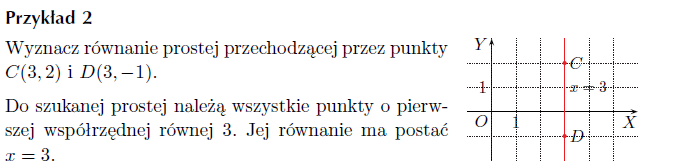 Przykład 2
Wyznacz równanie prostej przechodzącej przez punkty
C(3, 2) i D(3, −1).
Do szukanej prostej należą wszystkie punkty o pierw-
szej współrzędnej równej 3. Jej równanie ma postać
x = 3.
Y
C
1
x = 3
O
1
X
D